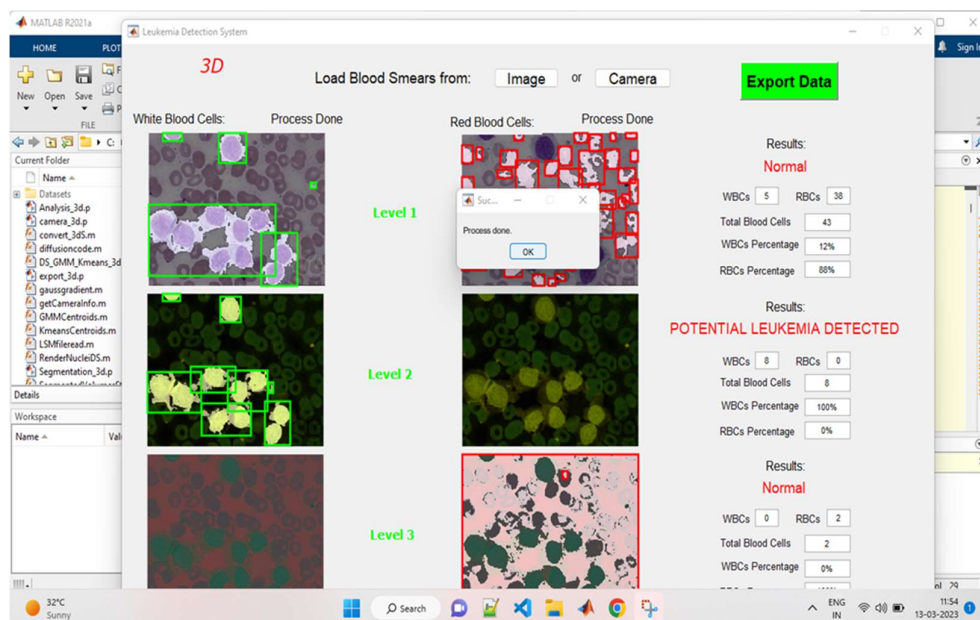 MATLAB R2021a
Leukemia Detection System
HOME
PLOT
Sign In
New
Open
Save
FILE
3D
Load Blood Smears from:
Image
or
Camera
Export Data
White Blood Cells:
Process Done
Red Blood Cells:
Process Done
C:
Current Folder
Name
Datasets
Analysis_3d.p
camera_3d.p
convert_3dS.m
diffusioncode.m
DS_GMM_Kmeans_3d
export_3d.p
gaussgradient.m
getCameraInfo.m
GMMCentroids.m
KmeansCentroids.m
LSMfileread.m
RenderNucleiDS.m
Segmentation_3d.p
Details
Workspace
Name
Valu
Level 1
Suc...
Process done.
OK
Results:
Normal
WBCs 5 RBCs 38
Total Blood Cells 43
WBCs Percentage 12%
RBCs Percentage 88%
Level 2
Results:
POTENTIAL LEUKEMIA DETECTED
WBCs 8 RBCs 0
Total Blood Cells 8
WBCs Percentage 100%
RBCs Percentage 0%
Level 3
Results:
Normal
WBCs 0 RBCs 2
Total Blood Cells 2
WBCs Percentage 0%
32°C
Sunny
Search
ENG
IN
11:54
13-03-2023
1